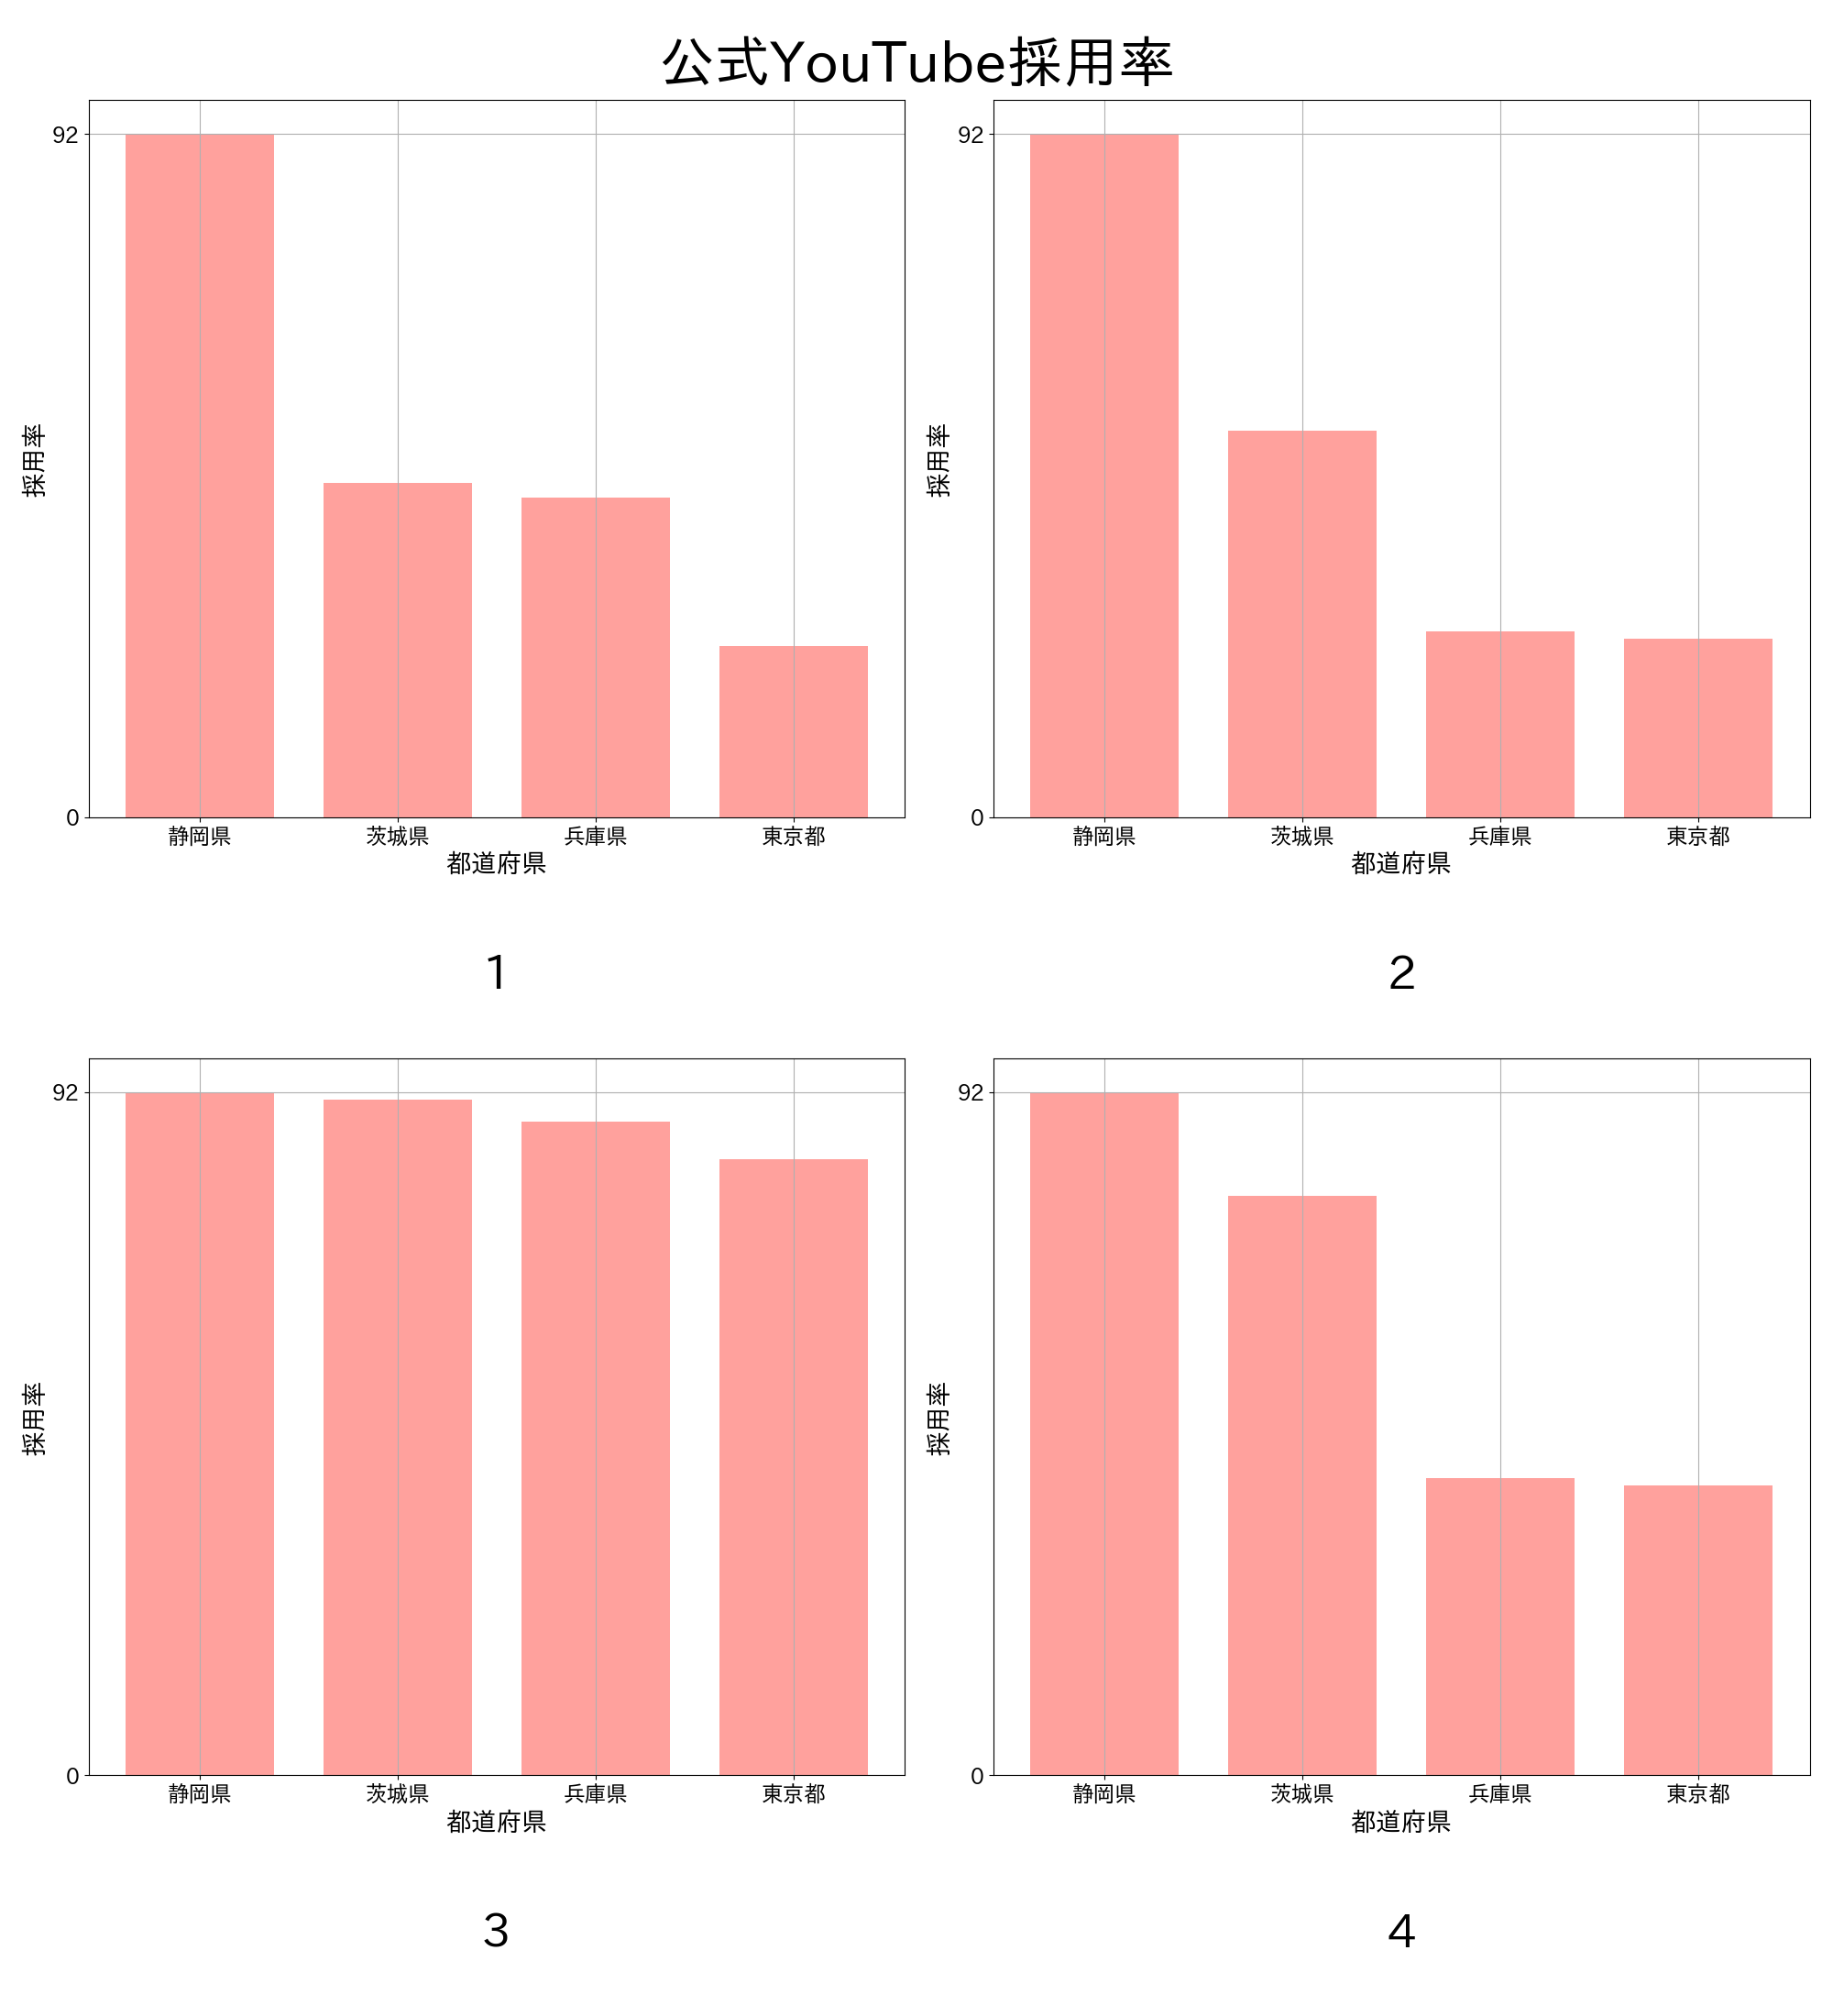 公式YouTube採用率
92
0
採用率
静岡県 茨城県 兵庫県 東京都
都道府県
1
92
0
採用率
静岡県 茨城県 兵庫県 東京都
都道府県
2
92
0
採用率
静岡県 茨城県 兵庫県 東京都
都道府県
3
92
0
採用率
静岡県 茨城県 兵庫県 東京都
都道府県
4